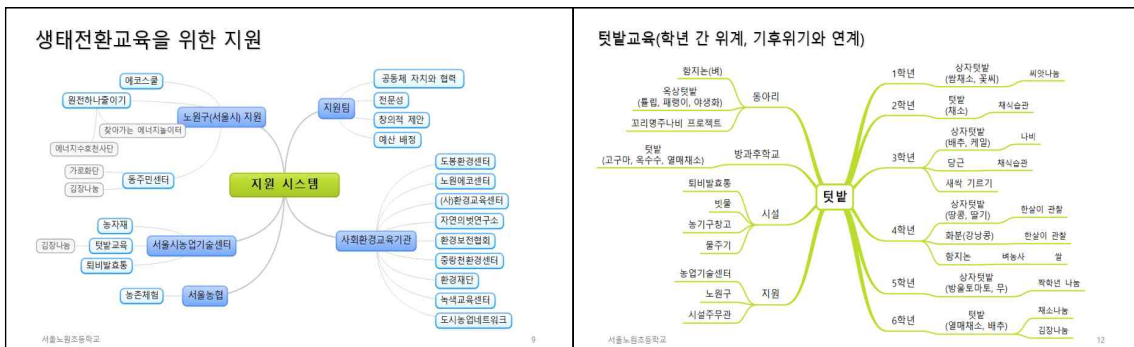 생태전환교육을 위한 지원
에코스쿨
원전하나줄이기
노원구(서울시) 지원
찾아가는 에너지놀이터
에너지수호천사단
가로화단
동주민센터
김장나눔
지원팀
공동체 자치와 협력
전문성
창의적 제안
예산 배정
지원 시스템
농자재
김장나눔
텃밭교육
서울시농업기술센터
퇴비발효통
농촌체험
서울농협
사회환경교육기관
도봉환경센터
노원에코센터
(사)환경교육센터
자연의벗연구소
환경보전협회
중랑천환경센터
환경재단
녹색교육센터
도시농업네트워크
서울노원초등학교
9
텃밭교육(학년 간 위계, 기후위기와 연계)
함지논(벼)
옥상텃밭
(튤립, 패랭이, 야생화)
동아리
꼬리명주나비 프로젝트
텃밭
(고구마, 옥수수, 열매채소)
방과후학교
퇴비발효통
빗물
시설
농기구창고
물주기
농업기술센터
노원구
지원
시설주무관
텃밭
1학년
상자텃밭
(쌈채소, 꽃씨)
씨앗나눔
2학년
텃밭
(채소)
채식습관
3학년
상자텃밭
(배추, 케일)
나비
당근
채식습관
새싹 기르기
4학년
상자텃밭
(땅콩, 딸기)
한살이 관찰
화분(강낭콩)
한살이 관찰
함지논
벼농사
쌀
5학년
상자텃밭
(방울토마토, 무)
짝학년 나눔
6학년
텃밭
(열매채소, 배추)
채소나눔
김장나눔
서울노원초등학교
12